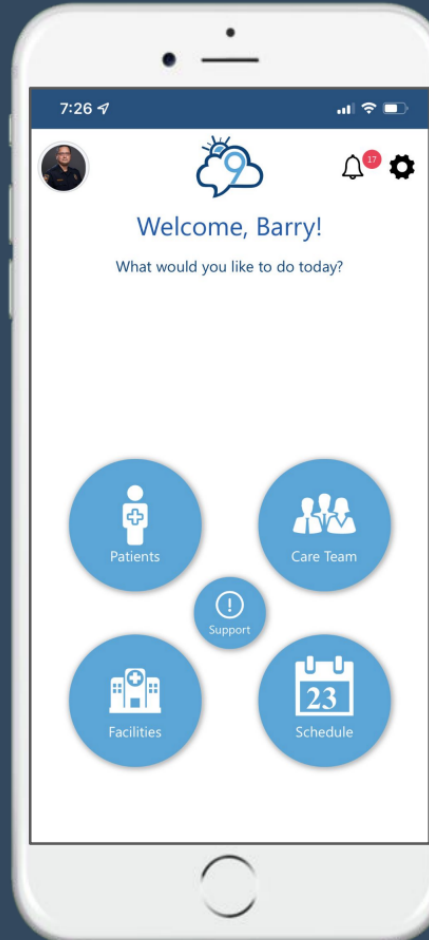 7:26
9
17
Welcome, Barry!
What would you like to do today?
Patients
Care Team
Support
Facilities
23
Schedule